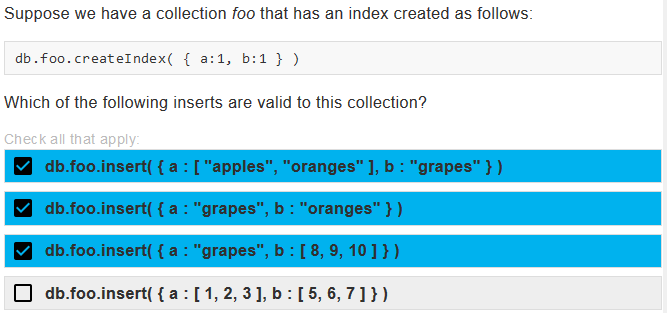 Suppose we have a collection foo that has an index created as follows:
db.foo.createIndex( { a:1, b:1 } )
Which of the following inserts are valid to this collection?
Check all that apply:
db.foo.insert( { a : [ "apples", "oranges" ], b : "grapes" } )
db.foo.insert( { a : "grapes", b : "oranges" } )
db.foo.insert( { a : "grapes", b : [ 8, 9, 10 ] } )
db.foo.insert( { a : [ 1, 2, 3 ], b : [ 5, 6, 7 ] } )